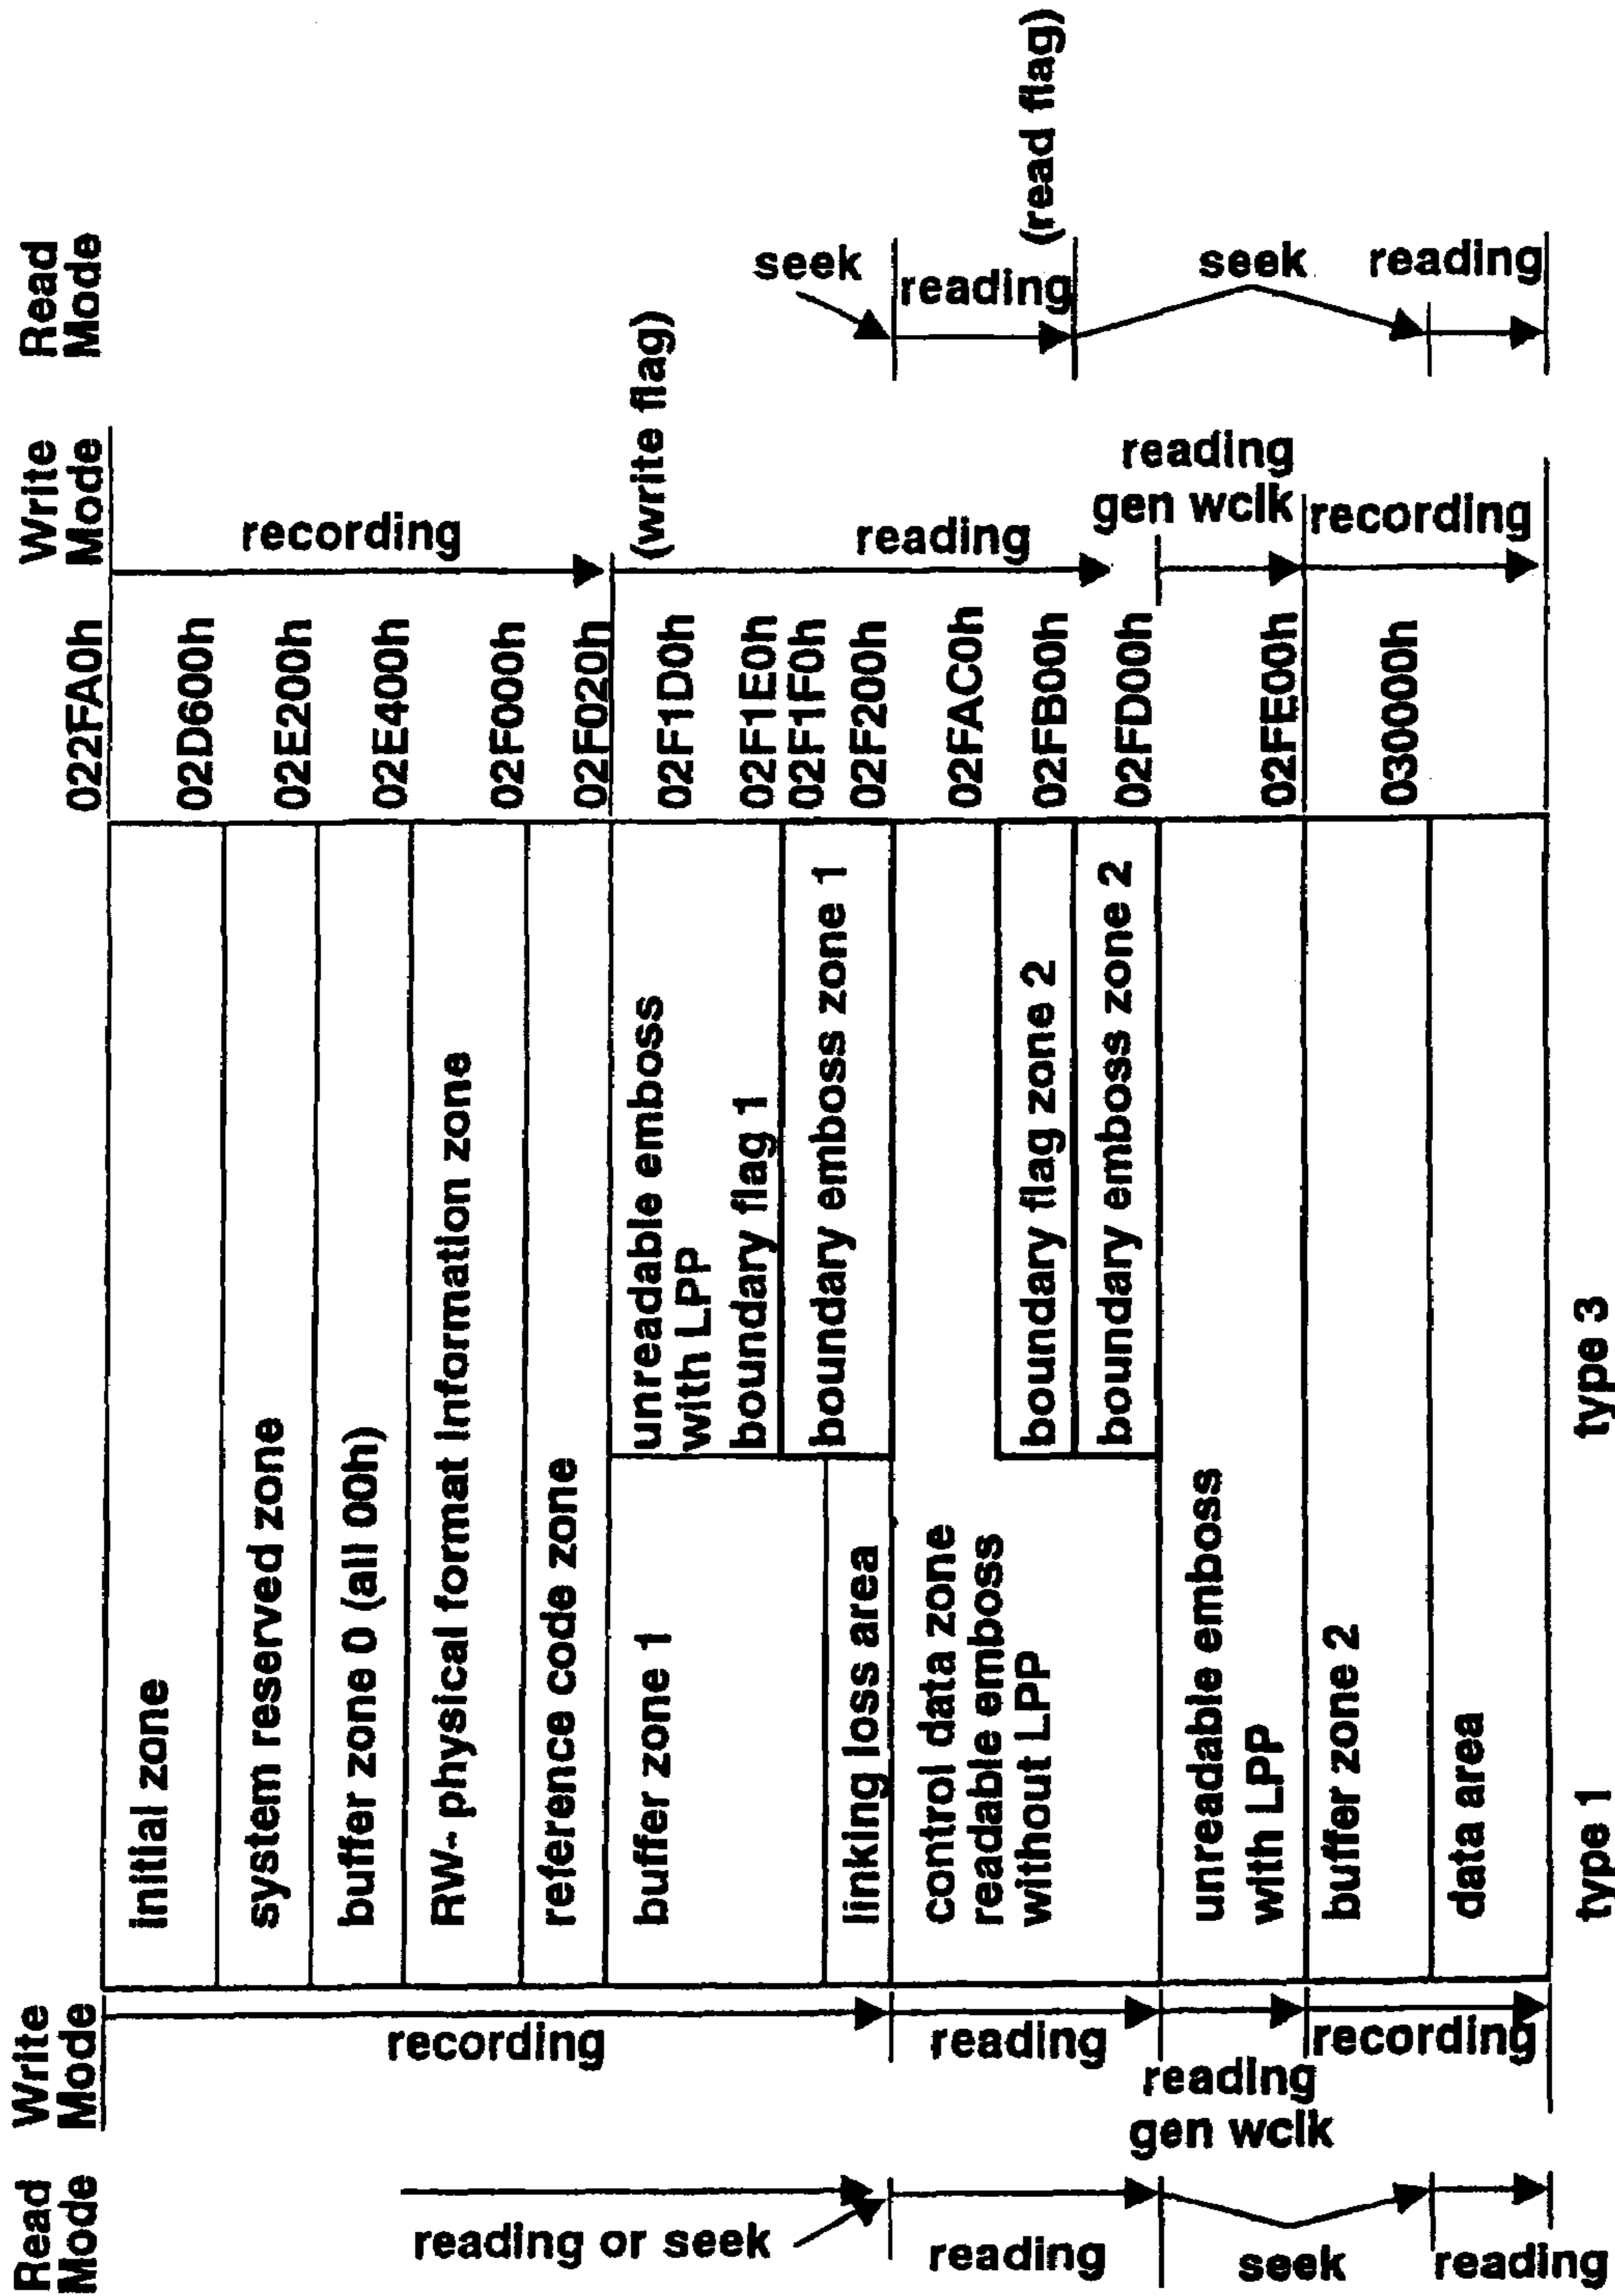 Read
Mode
Write
Mode
initial zone
system reserved zone
buffer zone 0 (all 00h)
RW- physical format Information zone
reference code zone
buffer zone 1
linking loss area
control data zone
readable emboss
without LPP
unreadable emboss
with LPP
buffer zone 2
data area
type 1
unreadable emboss
with LPP
boundary flag 1
boundary emboss zone 1
boundary flag zone 2
boundary emboss zone 2
type 3
recording
reading
reading
gen wclk
recording
reading or seek
reading
seek
reading
022FA0h
02D600h
02E200h
02E400h
02F000h
02F020h
02F1D0h
02F1E0h
02F1F0h
02F200h
02FAC0h
02FB00h
02FD00h
02FE00h
030000h
Write
Mode
recording
(write flag)
reading
reading
gen wclk
recording
Read
Mode
seek
reading
(read flag)
seek
reading